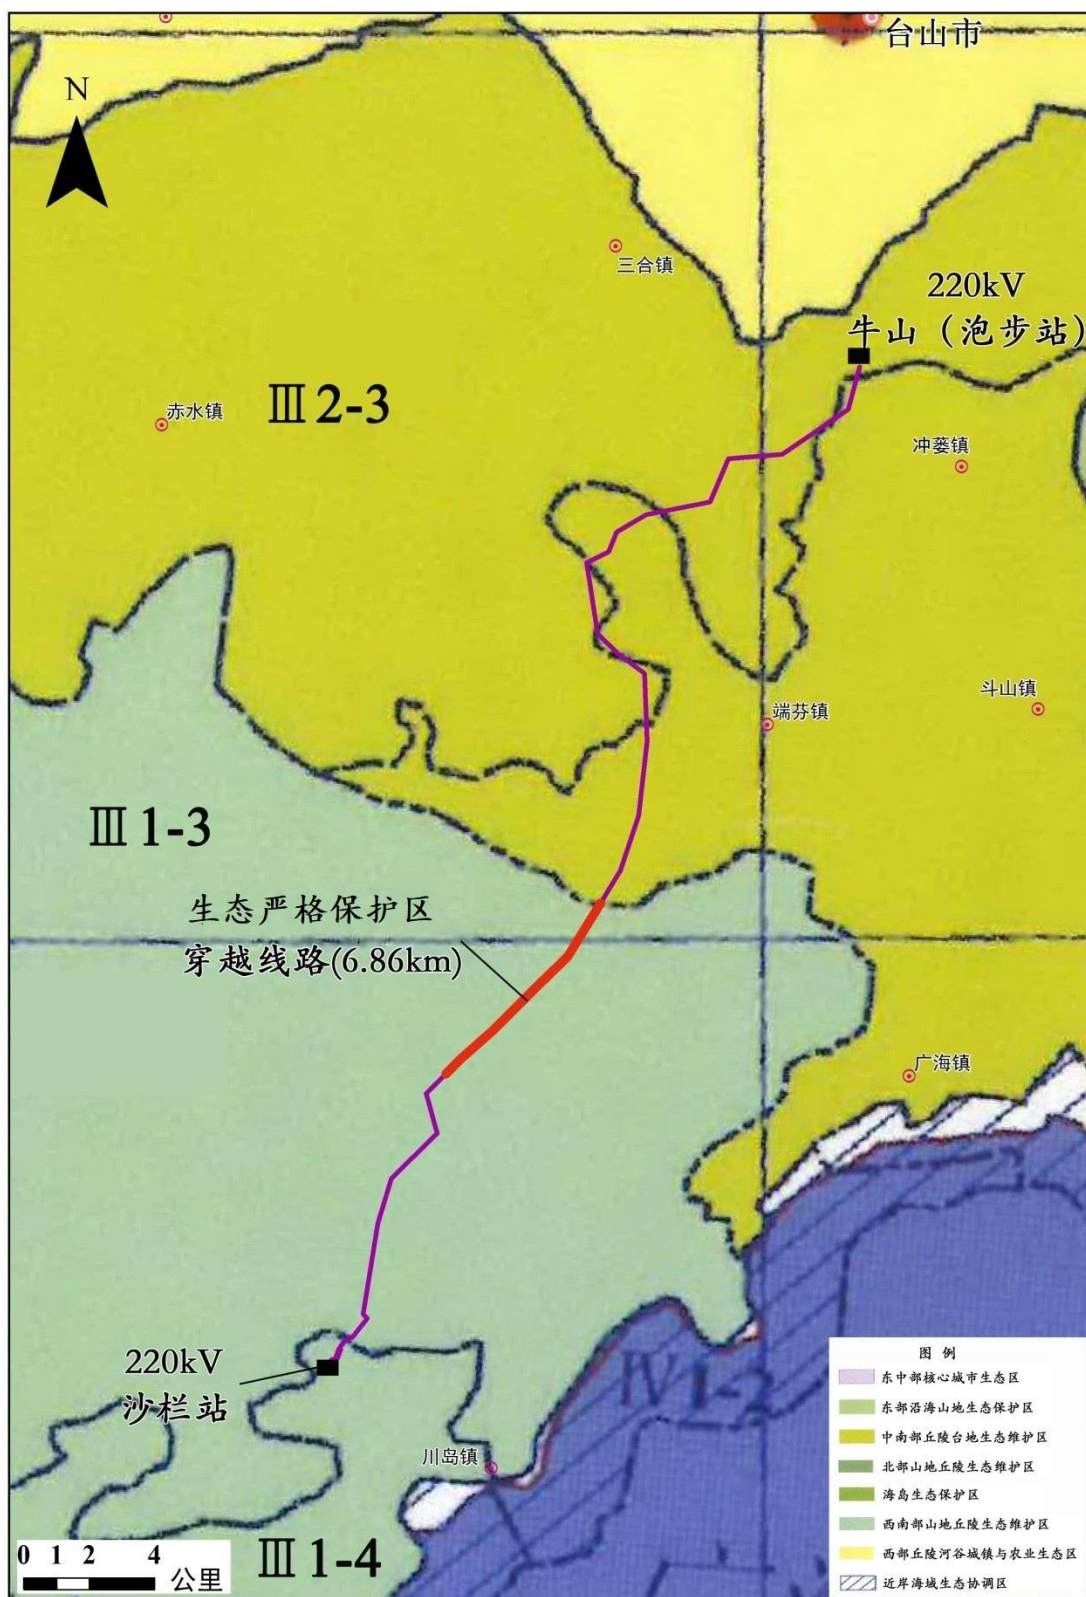 台山市
N
三合镇
220kV
牛山（泡步站）
Ⅲ2-3
赤水镇
冲蒌镇
斗山镇
端芬镇
Ⅲ1-3
生态严格保护区
穿越线路(6.86km)
广海镇
220kV
沙栏站
Ⅳ1-2
川岛镇
Ⅲ1-4
0 1 2 4
公里
图 例
东中部核心城市生态区
东部沿海山地生态保护区
中南部丘陵台地生态维护区
北部山地丘陵生态维护区
海岛生态保护区
西南部山地丘陵生态维护区
西部丘陵河谷城镇与农业生态区
近岸海域生态协调区